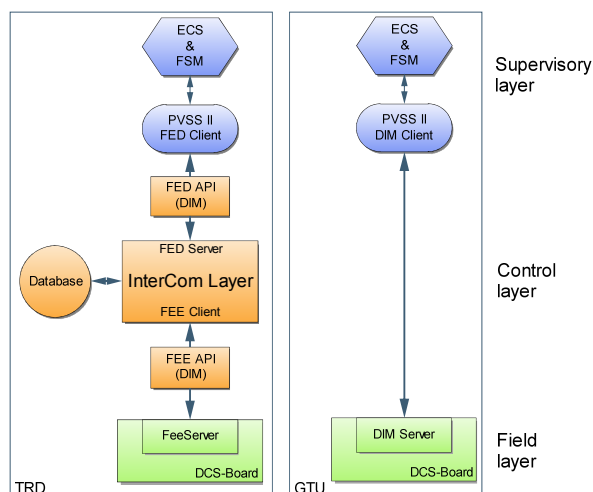 ECS
&
FSM
PVSS II
FED Client
FED API
(DIM)
FED Server
InterCom Layer
FEE Client
Database
FEE API
(DIM)
FeeServer
DCS-Board
TRD
ECS
&
FSM
PVSS II
DIM Client
DIM Server
DCS-Board
GTU
Supervisory
layer
Control
layer
Field
layer